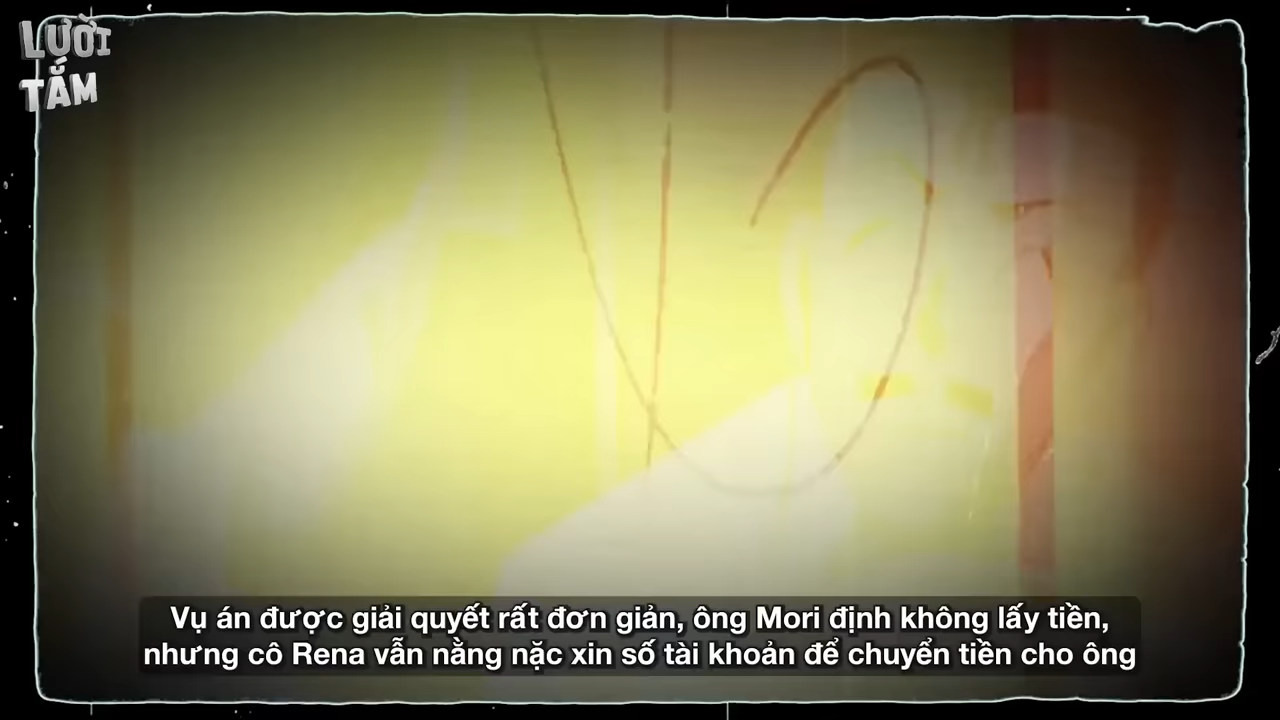 LƯỜI
TẮM
Vụ án được giải quyết rất đơn giản, ông Mori định không lấy tiền,
nhưng cô Rena vẫn nằng nặc xin số tài khoản để chuyển tiền cho ông